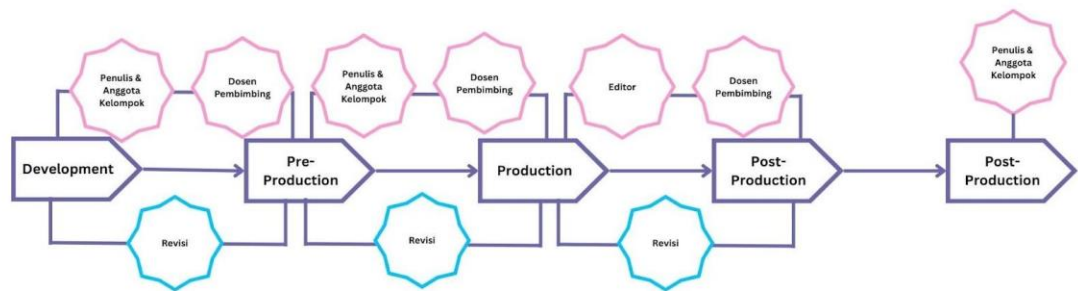 Penulis &
Anggota
Kelompok
Dosen
Pembimbing
Penulis &
Anggota
Kelompok
Dosen
Pembimbing
Editor
Dosen
Pembimbing
Penulis &
Anggota
Kelompok
Development
Pre-
Production
Production
Post-
Production
Post-
Production
Revisi
Revisi
Revisi